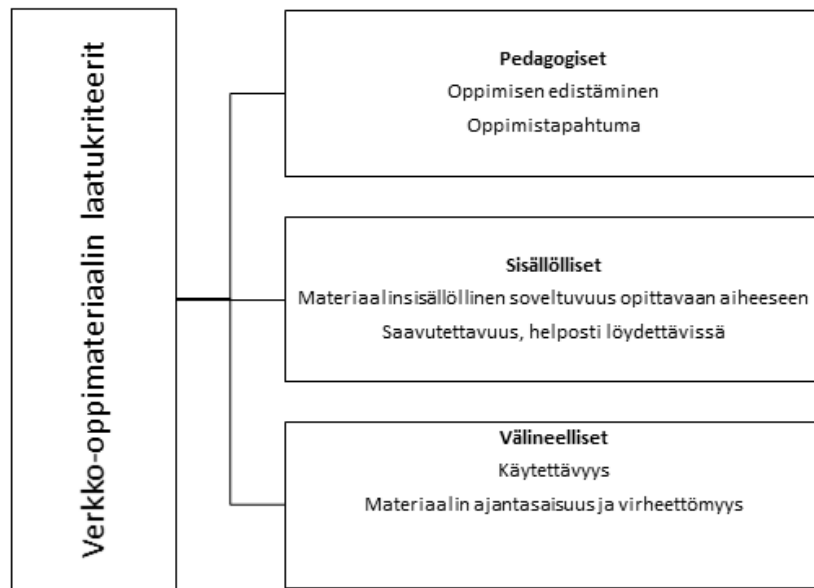 Verkko-oppimateriaalin laatukriteerit
Pedagogiset
Oppimisen edistäminen
Oppimistapahtuma
Sisällölliset
Materiaalinsisällöllinen soveltuvuus opittavaan aiheeseen
Saavutettavuus, helposti löydettävissä
Välineelliset
Käytettävyys
Materiaalin ajantasaisuus ja virheettömyys